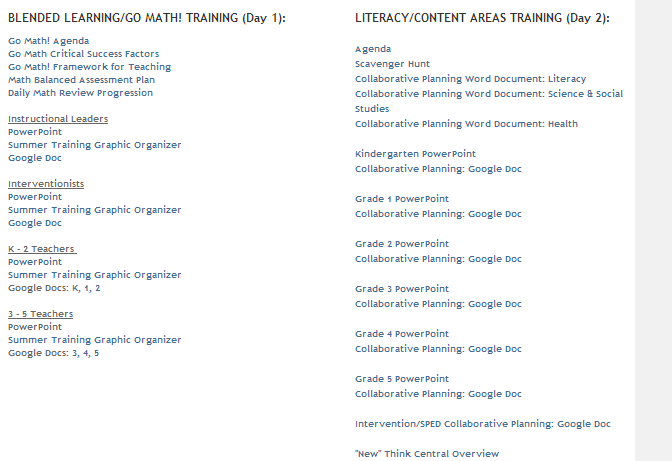 BLENDED LEARNING/GO MATH! TRAINING (Day 1):
Go Math! Agenda
Go Math Critical Success Factors
Go Math! Framework for Teaching
Math Balanced Assessment Plan
Daily Math Review Progression
Instructional Leaders
PowerPoint
Summer Training Graphic Organizer
Google Doc
Interventionists
PowerPoint
Summer Training Graphic Organizer
Google Doc
K - 2 Teachers
PowerPoint
Summer Training Graphic Organizer
Google Docs: K, 1, 2
3 - 5 Teachers
PowerPoint
Summer Training Graphic Organizer
Google Docs: 3, 4, 5
LITERACY/CONTENT AREAS TRAINING (Day 2):
Agenda
Scavenger Hunt
Collaborative Planning Word Document: Literacy
Collaborative Planning Word Document: Science & Social
Studies
Collaborative Planning Word Document: Health
Kindergarten PowerPoint
Collaborative Planning: Google Doc
Grade 1 PowerPoint
Collaborative Planning: Google Doc
Grade 2 PowerPoint
Collaborative Planning: Google Doc
Grade 3 PowerPoint
Collaborative Planning: Google Doc
Grade 4 PowerPoint
Collaborative Planning: Google Doc
Grade 5 PowerPoint
Collaborative Planning: Google Doc
Intervention/SPED Collaborative Planning: Google Doc
"New" Think Central Overview